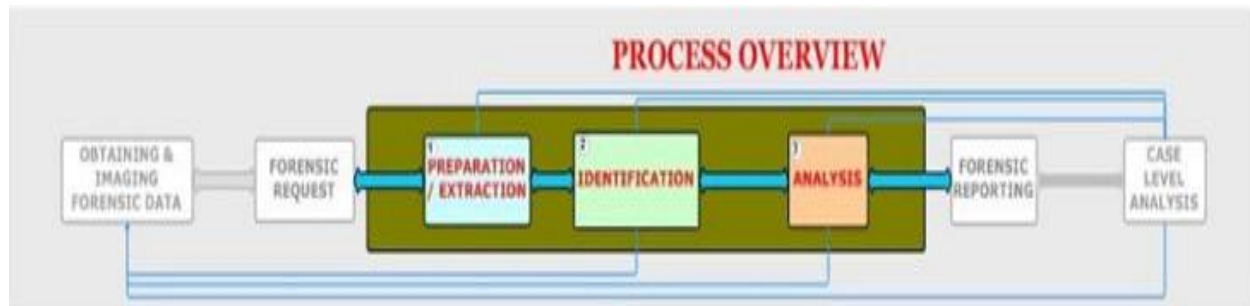 PROCESS OVERVIEW
OBTAINING &
IMAGING
FORENSIC DATA
FORENSIC
REQUEST
1
PREPARATION
/ EXTRACTION
2
IDENTIFICATION
3
ANALYSIS
FORENSIC
REPORTING
CASE
LEVEL
ANALYSIS